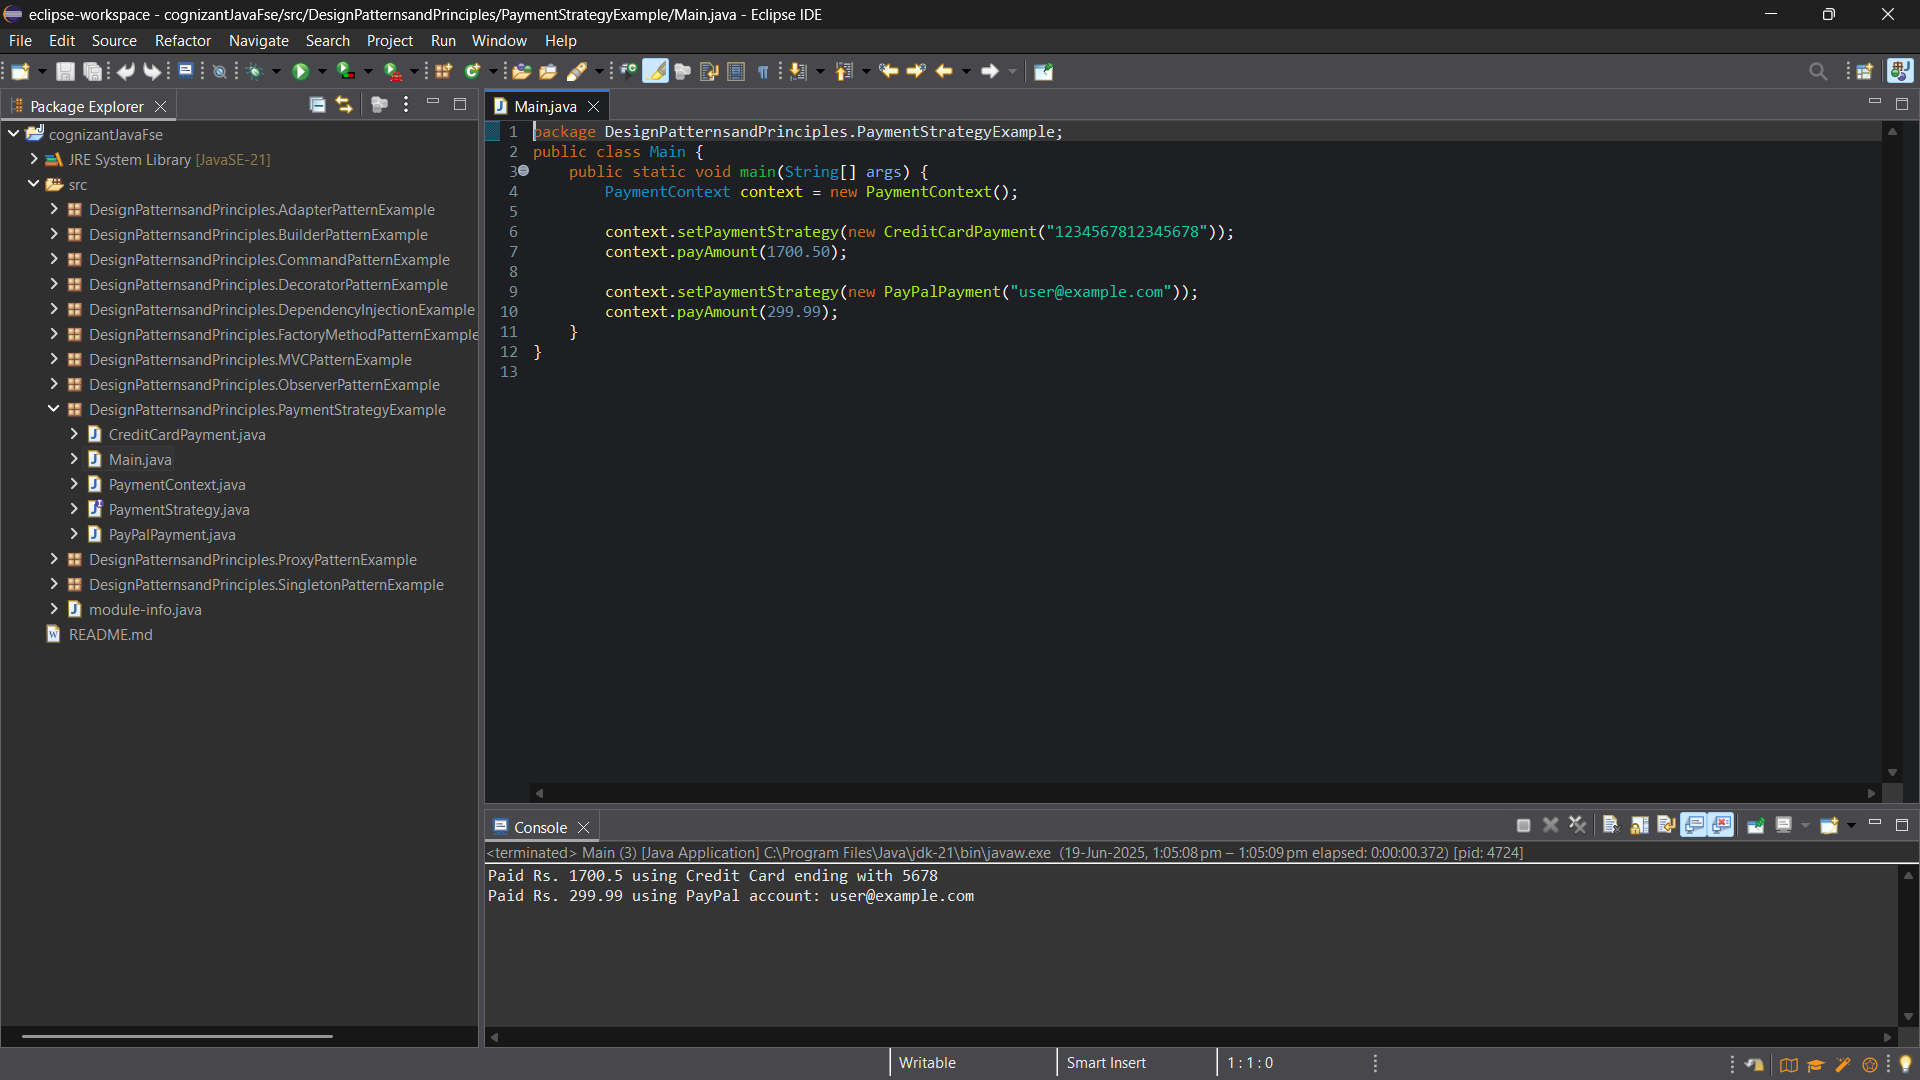 eclipse-workspace - cognizantJavaFse/src/DesignPatternsandPrinciples/PaymentStrategyExample/Main.java - Eclipse IDE
File Edit Source Refactor Navigate Search Project Run Window Help
Package Explorer
cognizantJavaFse
JRE System Library [JavaSE-21]
src
DesignPatternsandPrinciples.AdapterPatternExample
DesignPatternsandPrinciples.BuilderPatternExample
DesignPatternsandPrinciples.CommandPatternExample
DesignPatternsandPrinciples.DecoratorPatternExample
DesignPatternsandPrinciples.DependencyInjectionExample
DesignPatternsandPrinciples.FactoryMethodPatternExample
DesignPatternsandPrinciples.MVCPatternExample
DesignPatternsandPrinciples.ObserverPatternExample
DesignPatternsandPrinciples.PaymentStrategyExample
CreditCardPayment.java
Main.java
PaymentContext.java
PaymentStrategy.java
PayPalPayment.java
DesignPatternsandPrinciples.ProxyPatternExample
DesignPatternsandPrinciples.SingletonPatternExample
module-info.java
README.md
Main.java
1 package DesignPatternsandPrinciples.PaymentStrategyExample;
2 public class Main {
3 public static void main(String[] args) {
4 PaymentContext context = new PaymentContext();
5
6 context.setPaymentStrategy(new CreditCardPayment("1234567812345678"));
7 context.payAmount(1700.50);
8
9 context.setPaymentStrategy(new PayPalPayment("user@example.com"));
10 context.payAmount(299.99);
11 }
12 }
13
Console
<terminated> Main (3) [Java Application] C:\Program Files\Java\jdk-21\bin\javaw.exe (19-Jun-2025, 1:05:08 pm – 1:05:09 pm elapsed: 0:00:00.372) [pid: 4724]
Paid Rs. 1700.5 using Credit Card ending with 5678
Paid Rs. 299.99 using PayPal account: user@example.com
Writable Smart Insert 1 : 1 : 0